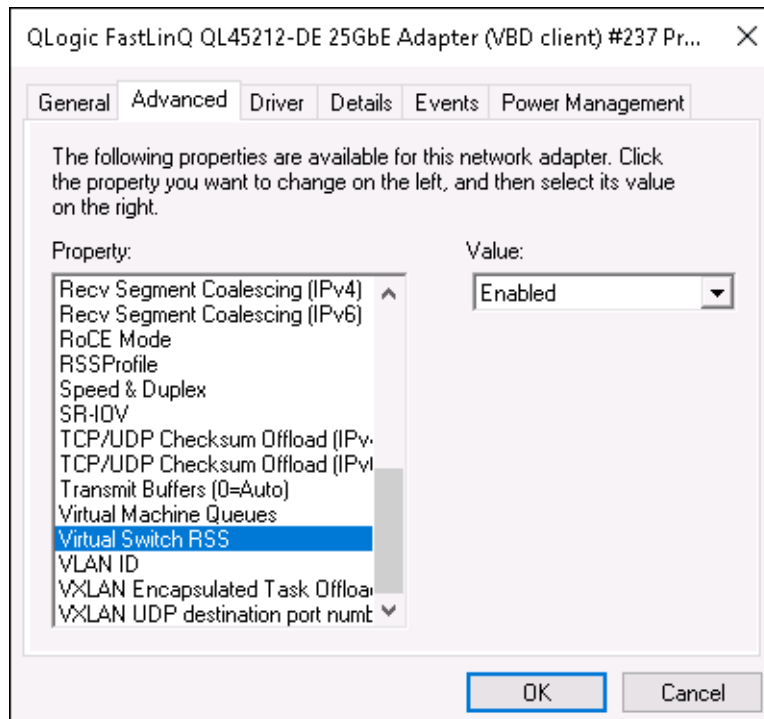 QLogic FastLinQ QL45212-DE 25GbE Adapter (VBD client) #237 Pr...
General Advanced Driver Details Events Power Management
The following properties are available for this network adapter. Click
the property you want to change on the left, and then select its value
on the right.
Property:
Value:
Recv Segment Coalescing (IPv4)
Recv Segment Coalescing (IPv6)
RoCE Mode
RSSProfile
Speed & Duplex
SR-IOV
TCP/UDP Checksum Offload (IPv
TCP/UDP Checksum Offload (IPv
Transmit Buffers (0=Auto)
Virtual Machine Queues
Virtual Switch RSS
VLAN ID
VXLAN Encapsulated Task Offloa
VXLAN UDP destination port numb
Enabled
OK
Cancel